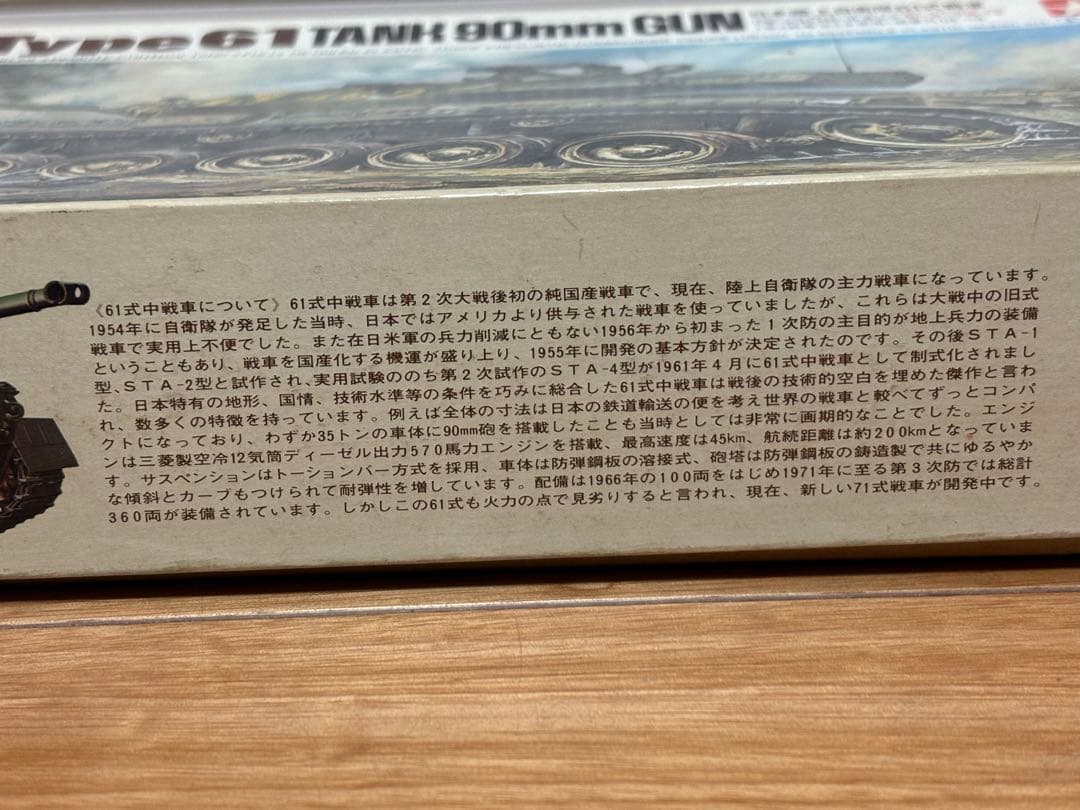 Type 61 TANK 90mm GUN
《61式中戦車について》61式中戦車は第2次大戦後初の純国産戦車で、現在、陸上自衛隊の主力戦車になっています。
1954年に自衛隊が発足した当時、日本ではアメリカより供与された戦車を使っていましたが、これらは大戦中の旧式
戦車で実用上不便でした。また在日米軍の兵力削減にともない1956年から初まった1次防の主目的が地上兵力の装備
ということもあり、戦車を国産化する機運が盛り上り、1955年に開発の基本方針が決定されたのです。その後STA-1
型、STA-2型と試作され、実用試験ののち第2次試作のSTA-4型が1961年4月に61式中戦車として制式化されまし
た。日本特有の地形、国情、技術水準等の条件を巧みに総合した61式中戦車は戦後の技術的空白を埋めた傑作と言わ
れ、数多くの特徴を持っています。例えば全体の寸法は日本の鉄道輸送の便を考え世界の戦車と較べてずっとコンパ
クトになっており、わずか35トンの車体に90mm砲を搭載したことも当時としては非常に画期的なことでした。エンジ
ンは三菱製空冷12気筒ディーゼル出力570馬力エンジンを搭載、最高速度は45km、航続距離は約200kmとなっていま
す。サスペンションはトーションバー方式を採用、車体は防弾鋼板の溶接式、砲塔は防弾鋼板の鋳造製で共にゆるやか
な傾斜とカーブもつけられて耐弾性を増しています。配備は1966年の100両をはじめ1971年に至る第3次防では総計
360両が装備されています。しかしこの61式も火力の点で見劣りすると言われ、現在、新しい71式戦車が開発中です。